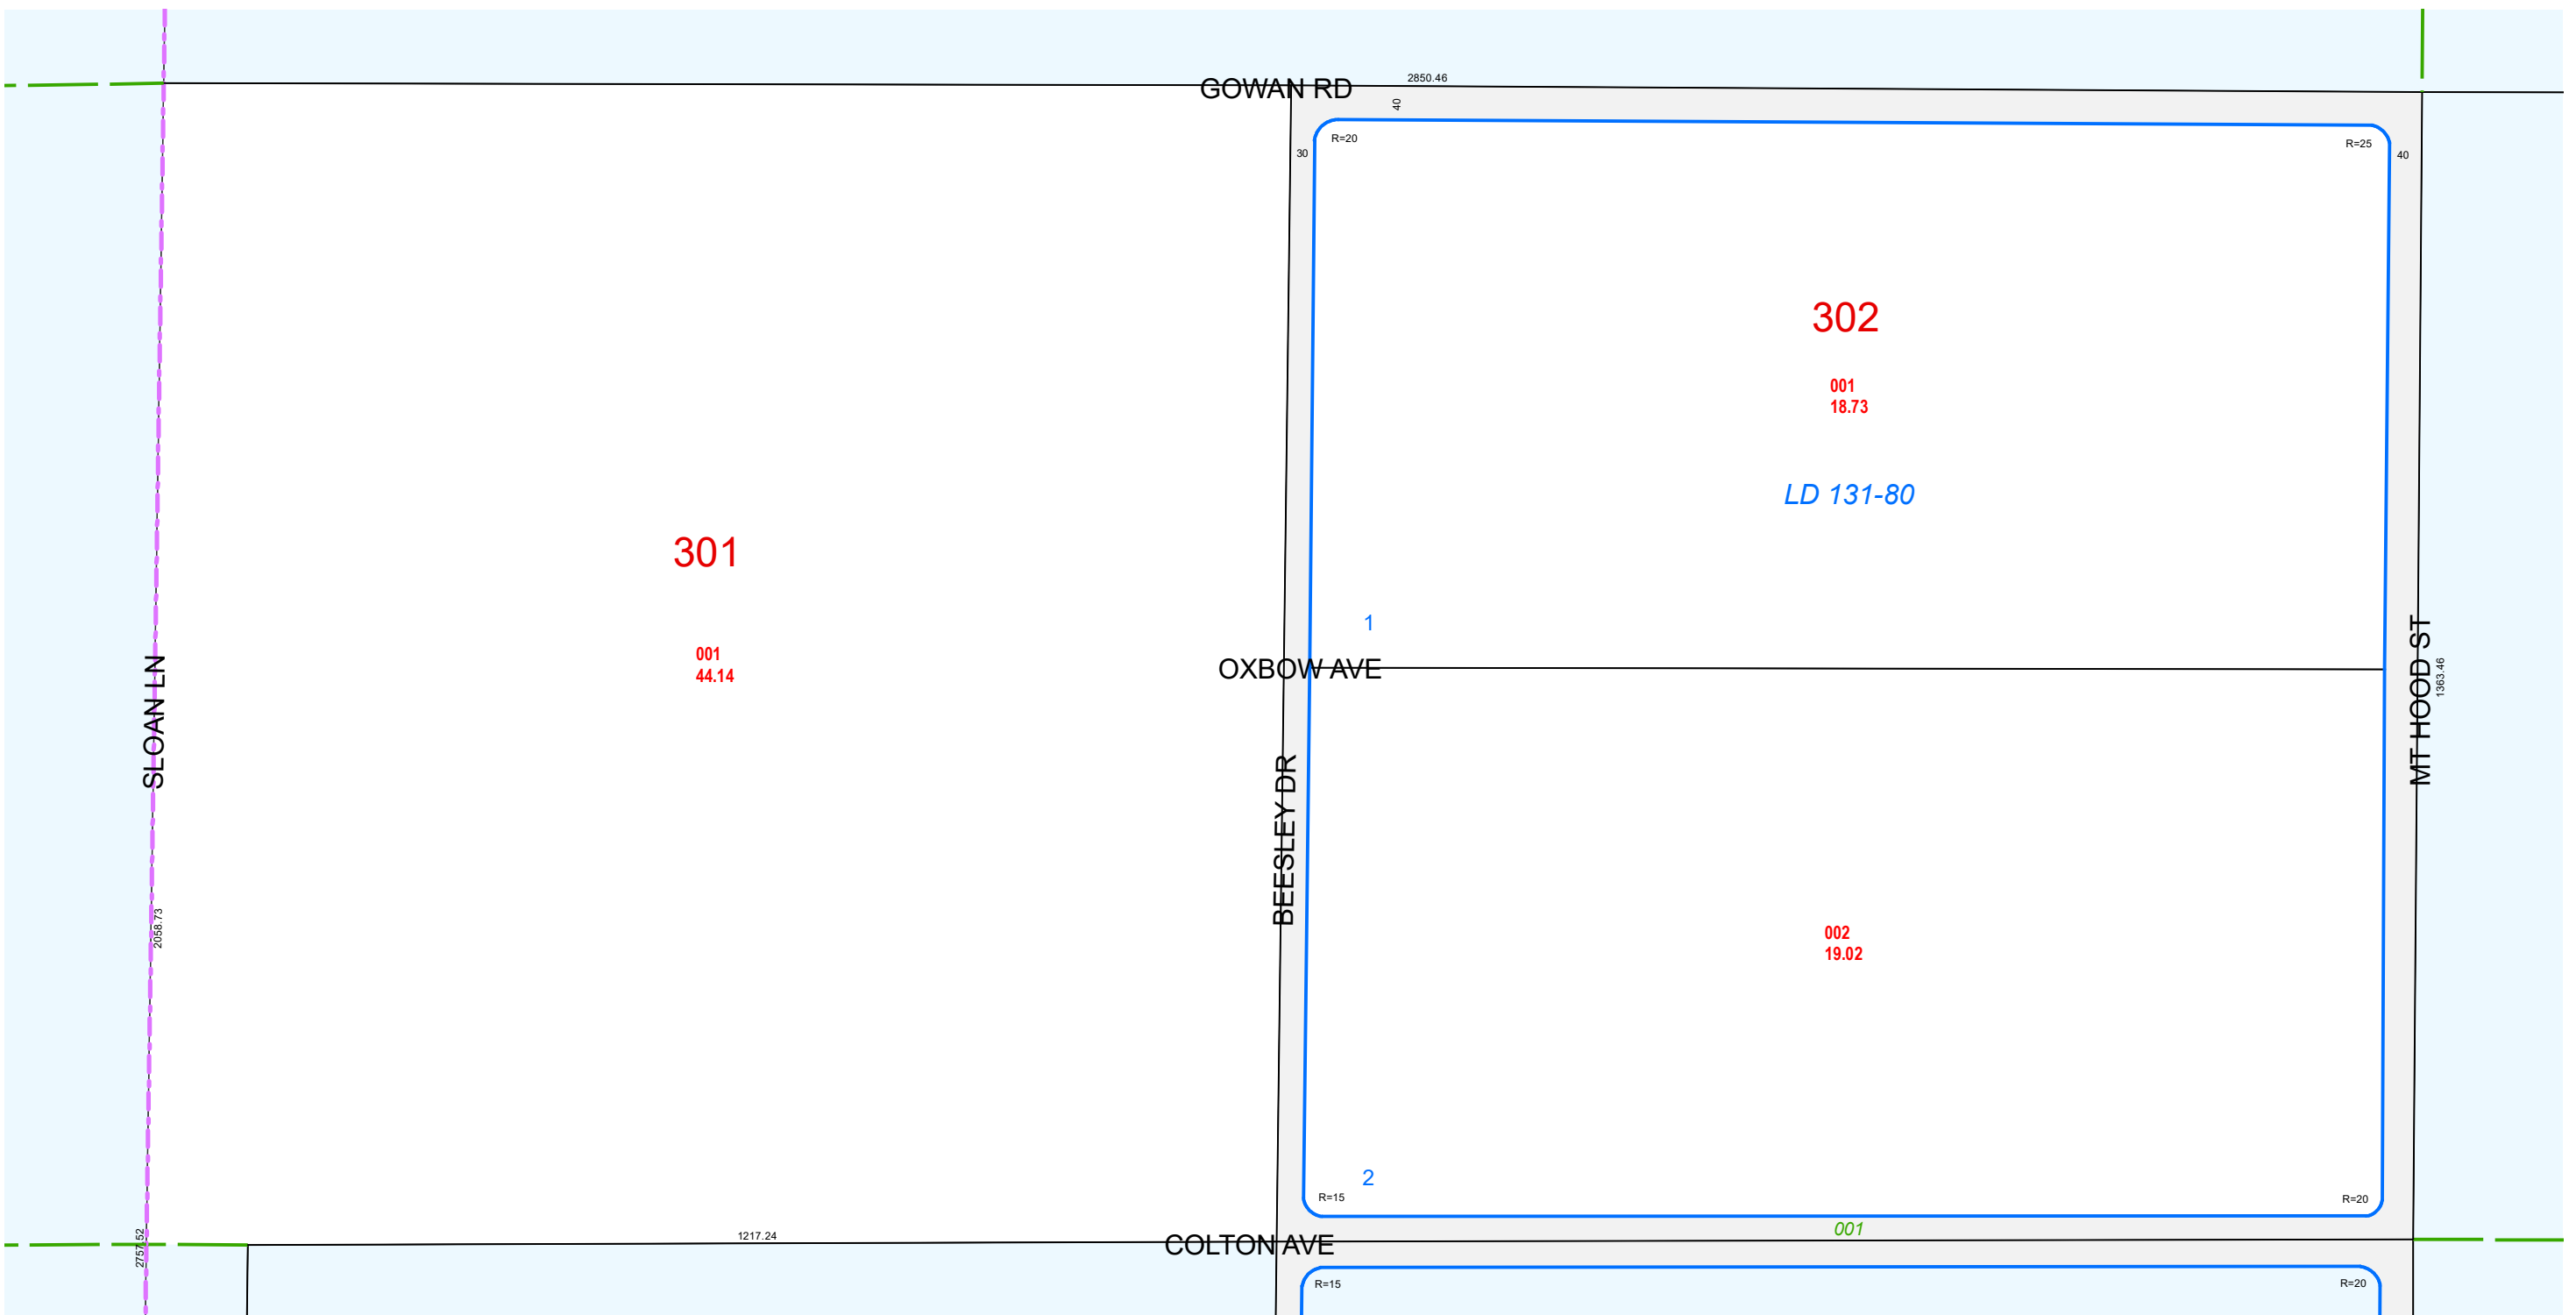 GOWAN RD
2850.46
40
R=20
R=25
30
40
302
001
18.73
LD 131-80
301
1
001
44.14
OXBOW AVE
SLOAN LN
MT HOOD ST
1363.46
BEESLEY DR
2058.73
002
19.02
2
R=15
R=20
001
1217.24
COLTON AVE
2757.52
R=15
R=20